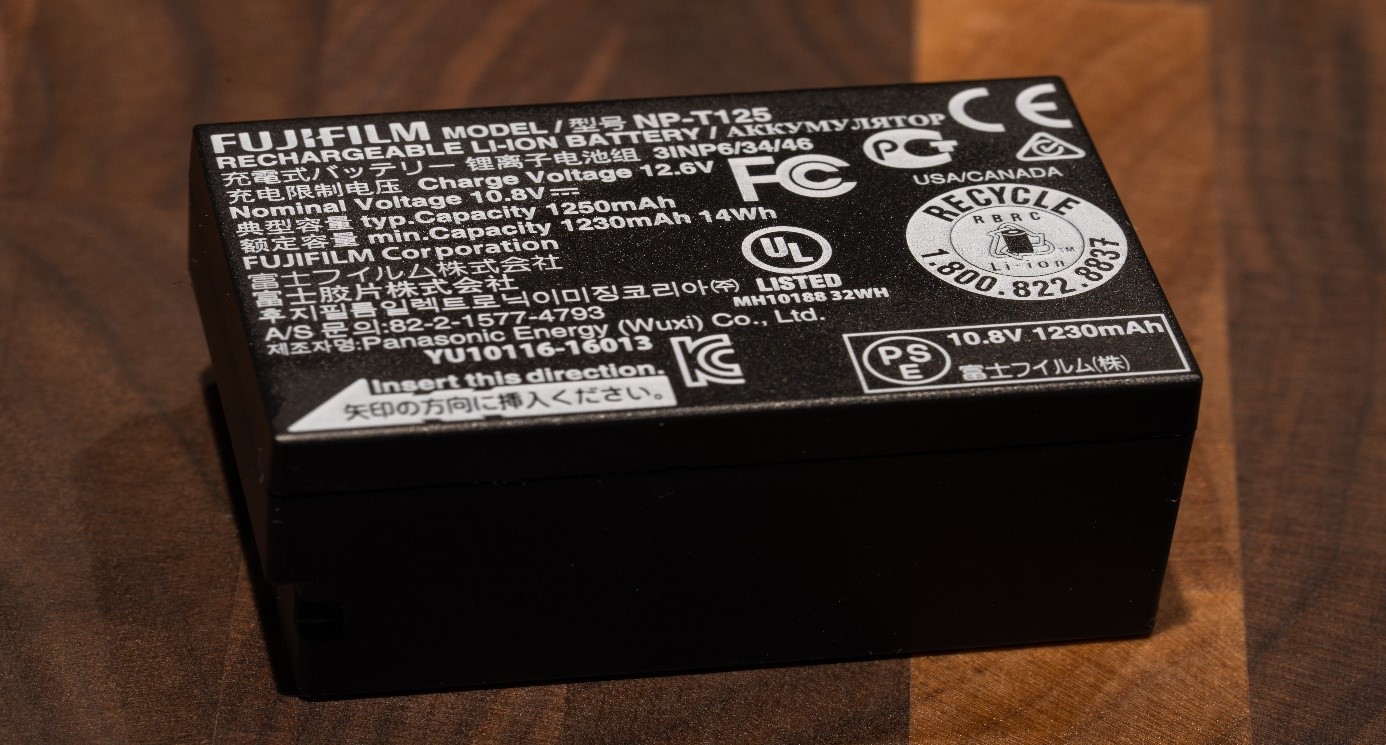 FUJIFILM MODEL / 型号 NP-T125
RECHARGEABLE LI-ION BATTERY / АККУМУЛЯТОР
充電式バッテリー 锂离子电池组 3INP6/34/46
充电限制电压 Charge Voltage 12.6V
Nominal Voltage 10.8V⎓
典型容量 typ.Capacity 1250mAh
额定容量 min.Capacity 1230mAh 14Wh
FUJIFILM Corporation
富士フイルム株式会社
富士胶片株式会社
후지필름일렉트로닉이미징코리아㈜
A/S 문의:82-2-1577-4793
제조자명:Panasonic Energy (Wuxi) Co., Ltd.
YU10116-16013
Insert this direction.
矢印の方向に挿入ください。
FC
UL
LISTED
MH10188 32WH
CE
PG
USA/CANADA
RECYCLE
RBRC
TM
Li-ion
1.800.822.8837
PSE
10.8V 1230mAh
富士フイルム(株)